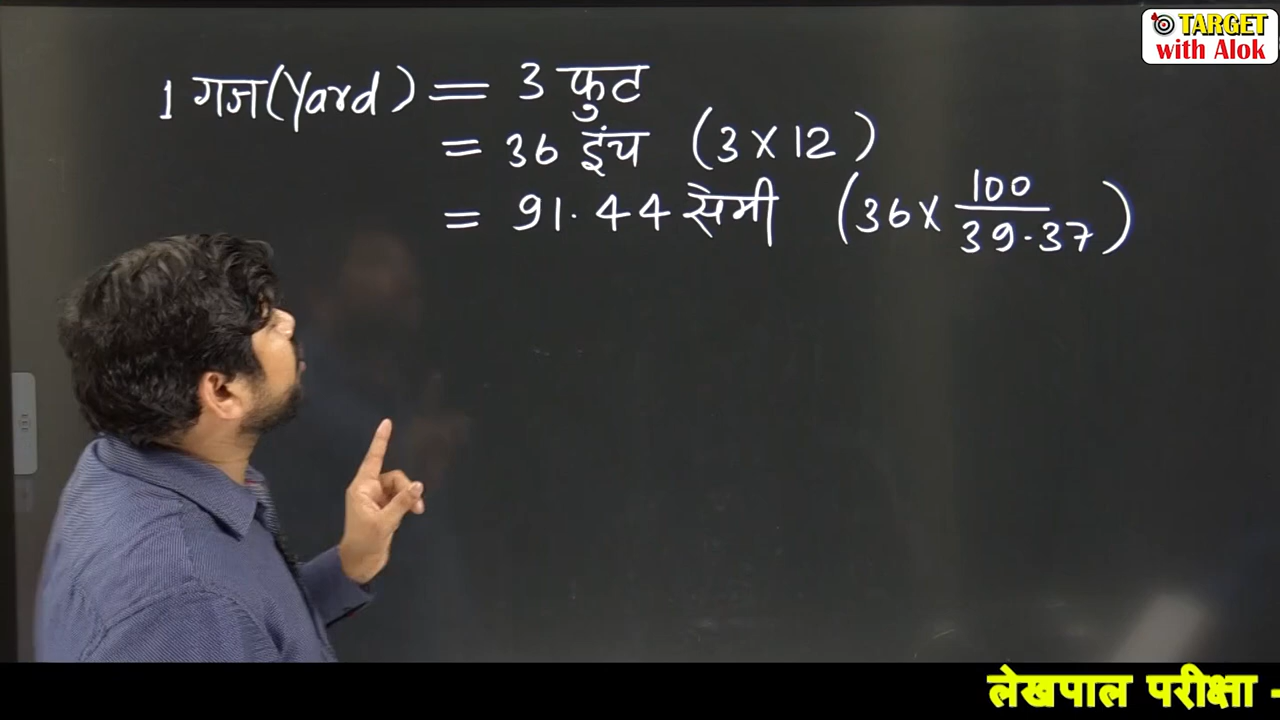 TARGET
with Alok
1 गज(Yard) = 3 फुट
= 36 इंच (3 × 12)
= 91.44 सेमी (36 × 100/39.37)
लेखपाल परीक्षा -